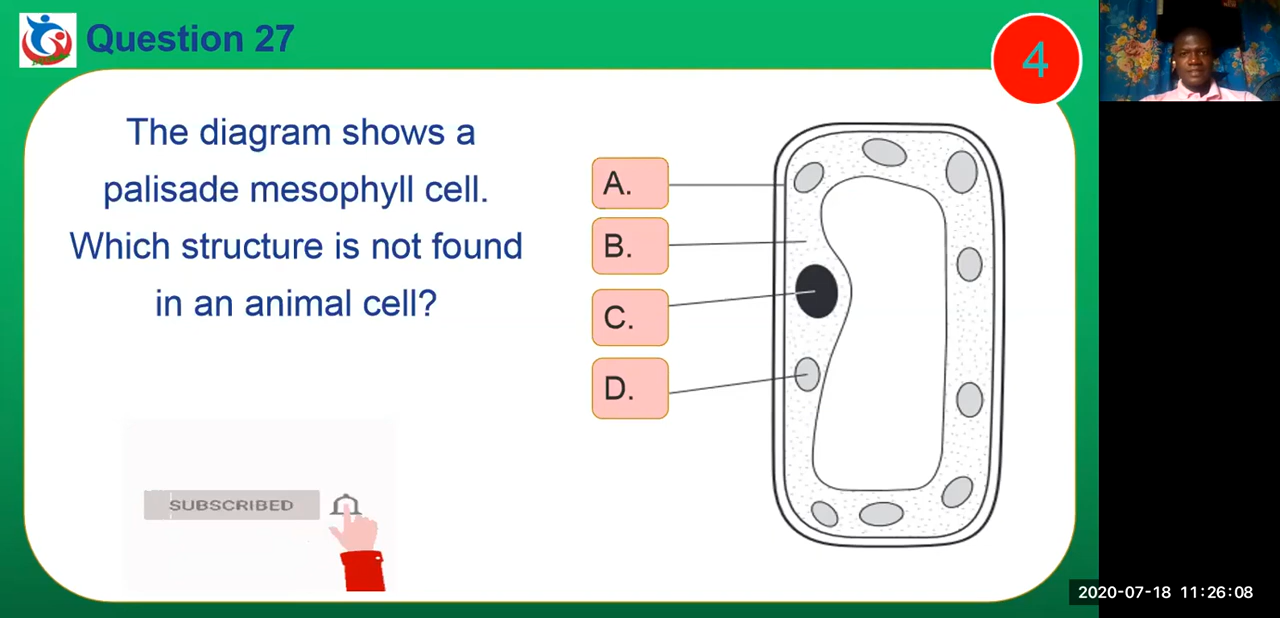 Question 27
4
The diagram shows a
palisade mesophyll cell.
Which structure is not found
in an animal cell?
A.
B.
C.
D.
SUBSCRIBED
2020-07-18 11:26:08